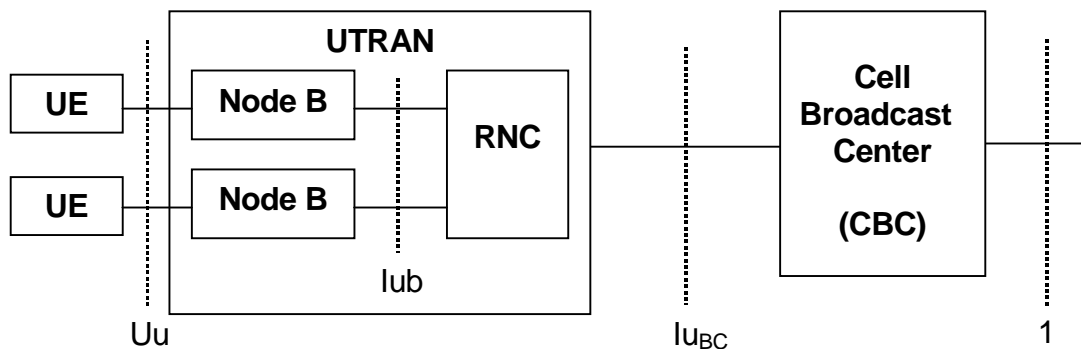 UTRAN
UE
Node B
RNC
UE
Node B
Iub
Cell
Broadcast
Center
(CBC)
Uu
IuBC
1